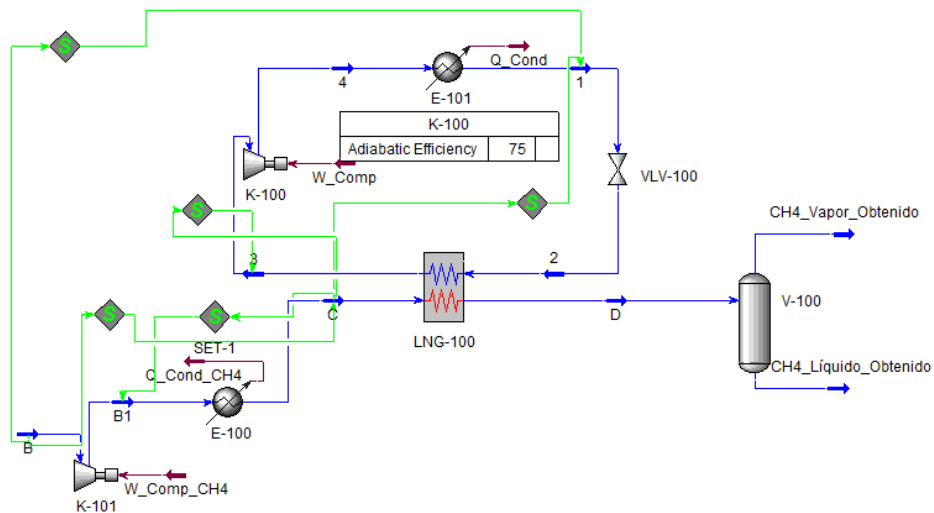 S
Q_Cond
4
1
E-101
K-100
Adiabatic Efficiency 75
W_Comp
K-100
VLV-100
S
S
CH4_Vapor_Obtenido
3
2
C
D
V-100
S
S
LNG-100
SET-1
Q_Cond_CH4
CH4_Líquido_Obtenido
B1
E-100
B
W_Comp_CH4
K-101